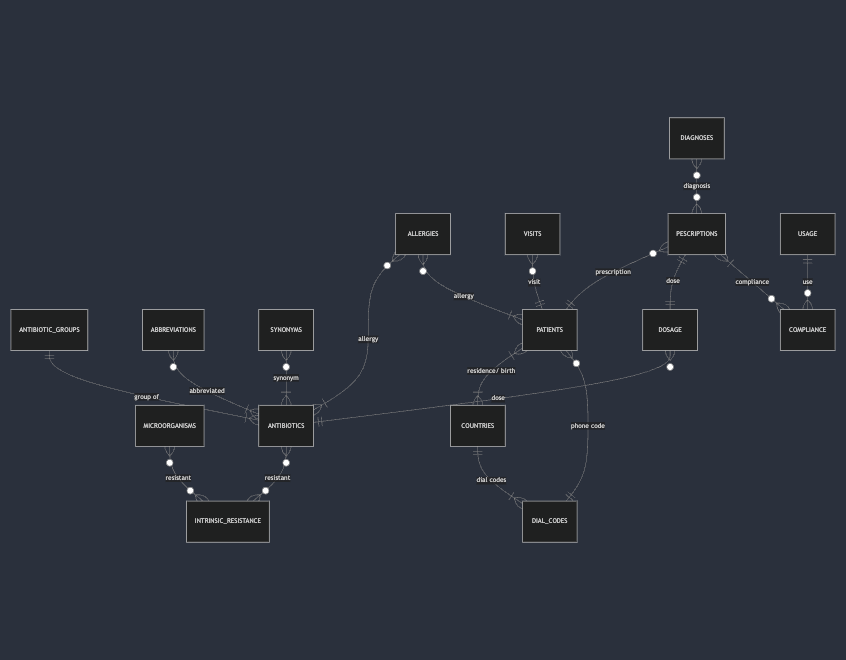 DIAGNOSES
diagnosis
ALLERGIES
VISITS
PESCRIPTIONS
USAGE
prescription
visit
dose
compliance
use
allergy
ANTIBIOTIC_GROUPS
ABBREVIATIONS
SYNONYMS
allergy
PATIENTS
DOSAGE
COMPLIANCE
residence/ birth
synonym
abbreviated
group of
dose
MICROORGANISMS
ANTIBIOTICS
COUNTRIES
phone code
resistant
resistant
dial codes
INTRINSIC_RESISTANCE
DIAL_CODES